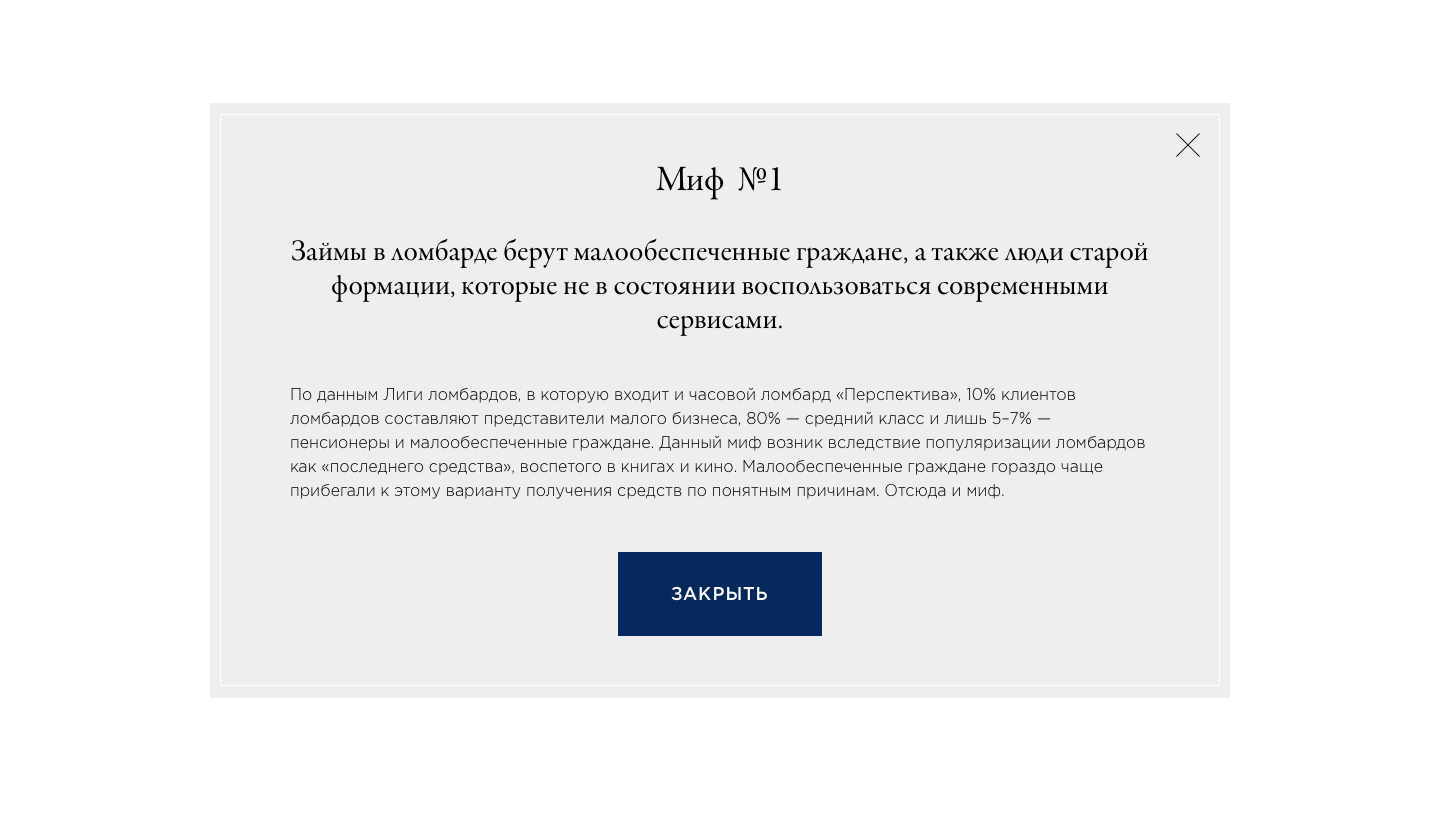 Миф №1
Займы в ломбарде берут малообеспеченные граждане, а также люди старой
формации, которые не в состоянии воспользоваться современными
сервисами.
По данным Лиги ломбардов, в которую входит и часовой ломбард «Перспектива», 10% клиентов
ломбардов составляют представители малого бизнеса, 80% — средний класс и лишь 5–7% —
пенсионеры и малообеспеченные граждане. Данный миф возник вследствие популяризации ломбардов
как «последнего средства», воспетого в книгах и кино. Малообеспеченные граждане гораздо чаще
прибегали к этому варианту получения средств по понятным причинам. Отсюда и миф.
ЗАКРЫТЬ